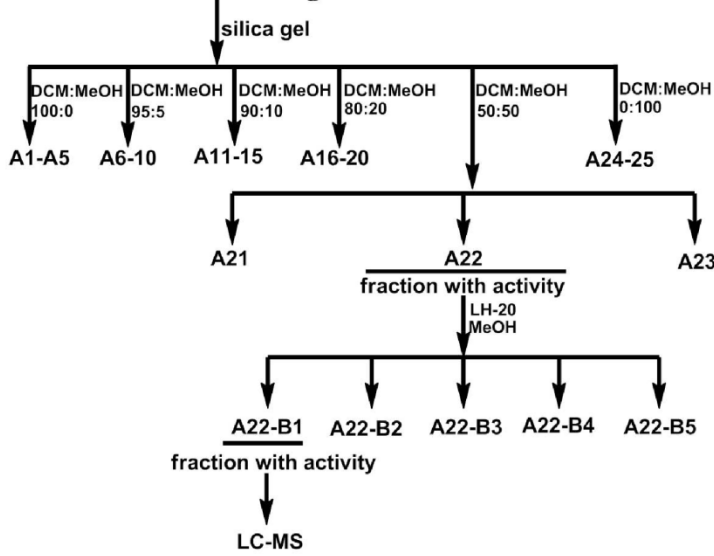 silica gel
DCM:MeOH DCM:MeOH DCM:MeOH DCM:MeOH DCM:MeOH DCM:MeOH
100:0 95:5 90:10 80:20 50:50 0:100
A1-A5 A6-10 A11-15 A16-20 A24-25
A21 A22 A23
fraction with activity
LH-20
MeOH
A22-B1 A22-B2 A22-B3 A22-B4 A22-B5
fraction with activity
LC-MS